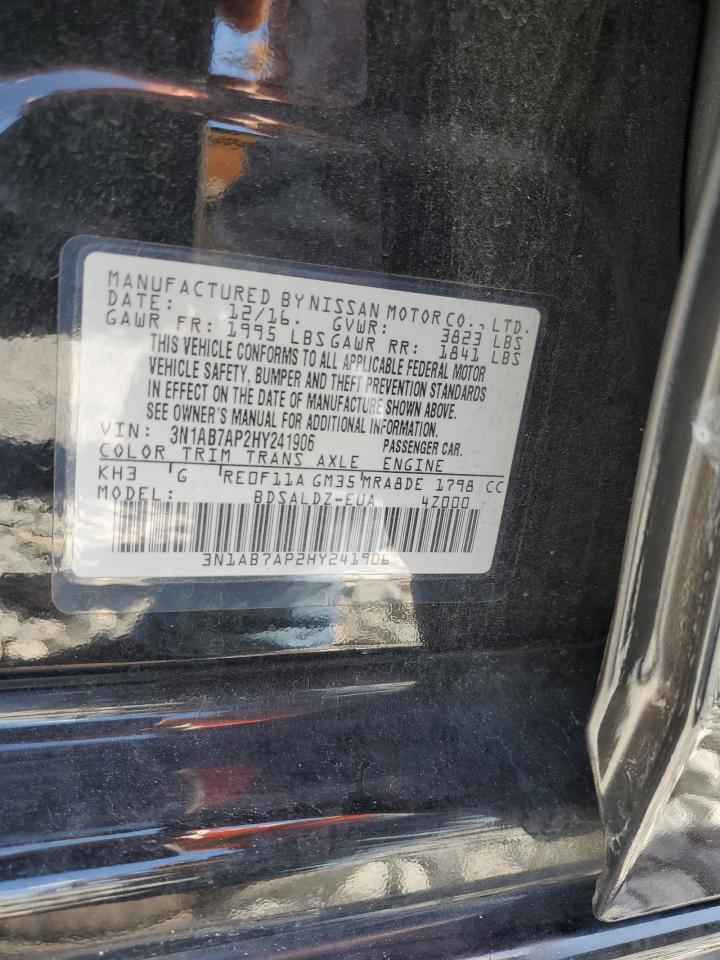 MANUFACTURED BY NISSAN MOTOR CO., LTD.
DATE: 12/16. GVWR: 3823 LBS
GAWR FR: 1995 LBS GAWR RR: 1841 LBS
THIS VEHICLE CONFORMS TO ALL APPLICABLE FEDERAL MOTOR
VEHICLE SAFETY, BUMPER AND THEFT PREVENTION STANDARDS
IN EFFECT ON THE DATE OF MANUFACTURE SHOWN ABOVE.
SEE OWNER'S MANUAL FOR ADDITIONAL INFORMATION.
VIN: 3N1AB7AP2HY241906 PASSENGER CAR.
COLOR TRIM TRANS AXLE ENGINE
KH3 G RE0F11A GM35 MRA8DE 1798 CC
MODEL: BDSALDZ-EUA 4Z000
3N1AB7AP2HY241906